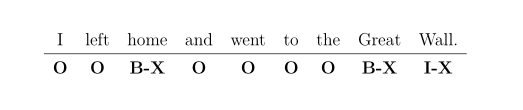 I left home and went to the Great Wall.
O O B-X O O O O B-X I-X